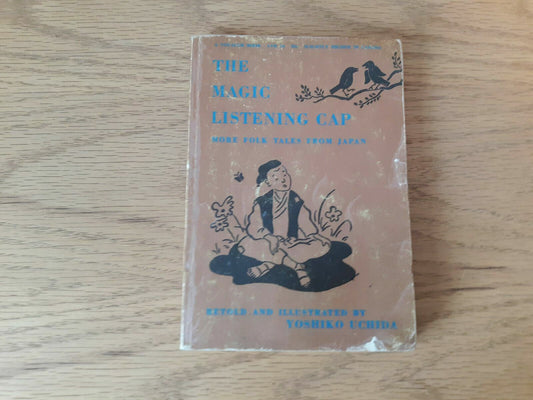 THE
MAGIC
LISTENING CAP
MORE FOLK TALES FROM JAPAN
RETOLD AND ILLUSTRATED BY
YOSHIKO UCHIDA